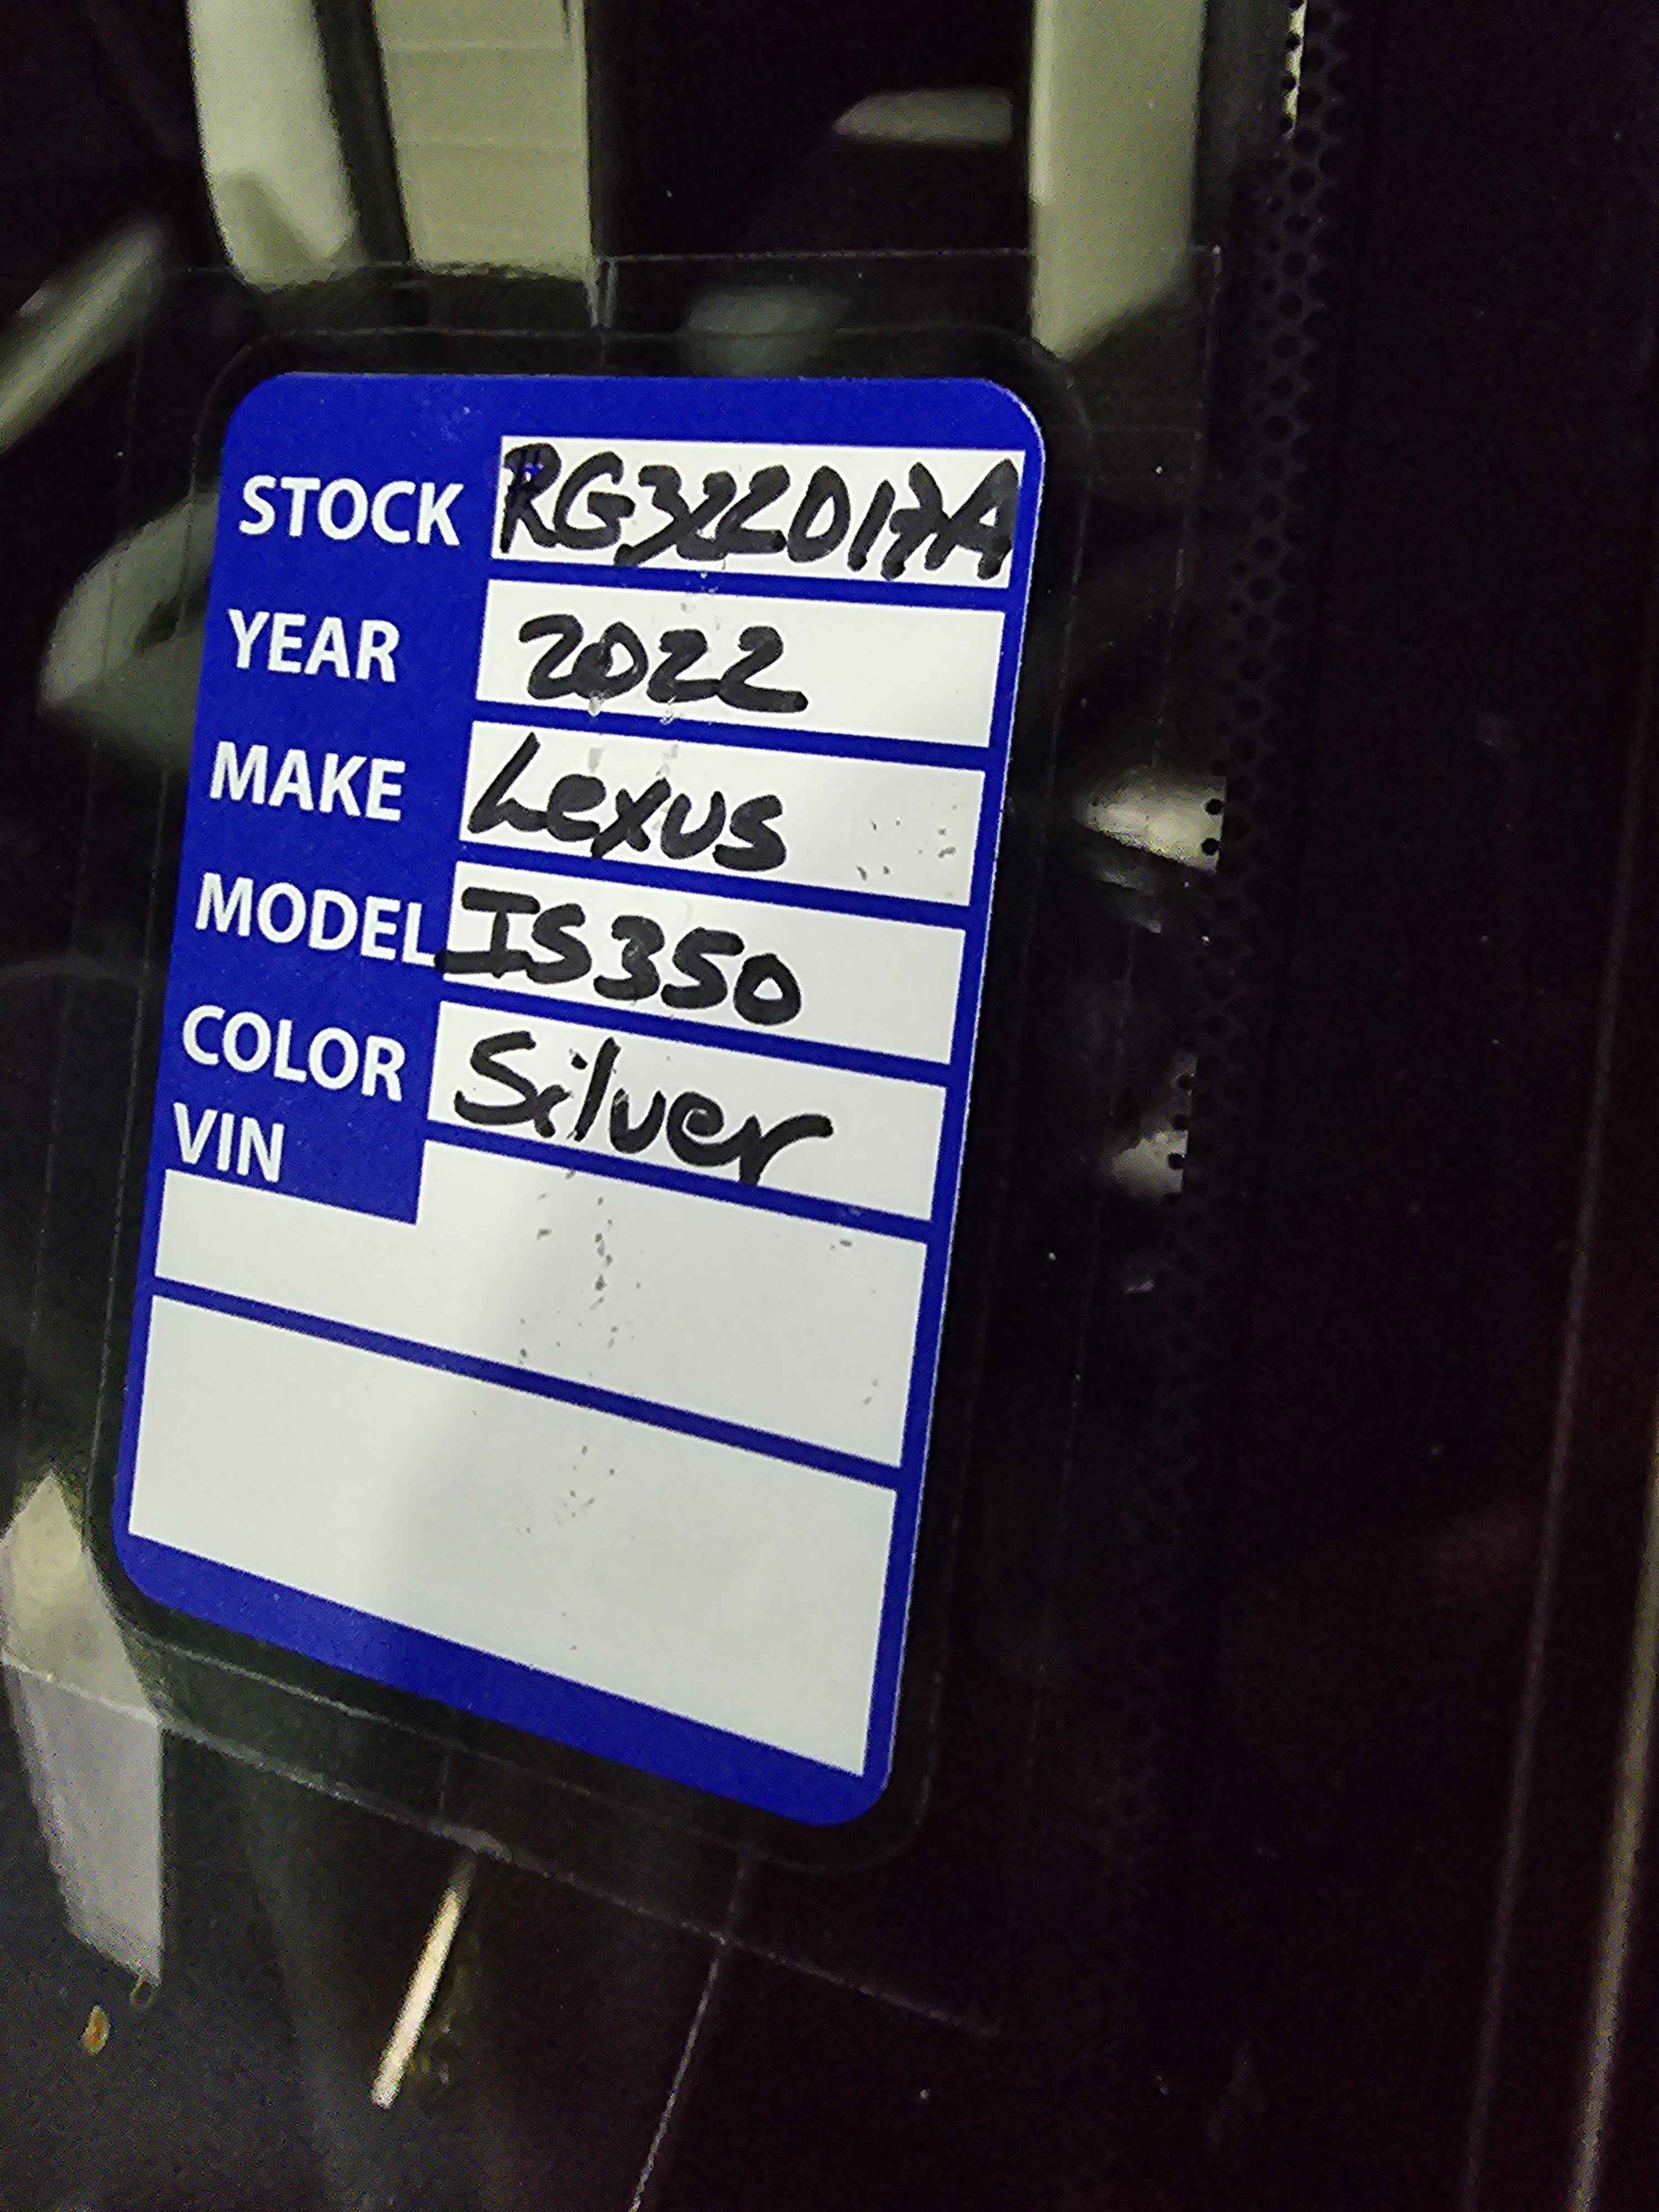 STOCK RG322017A
YEAR 2022
MAKE Lexus
MODEL IS350
COLOR Silver
VIN